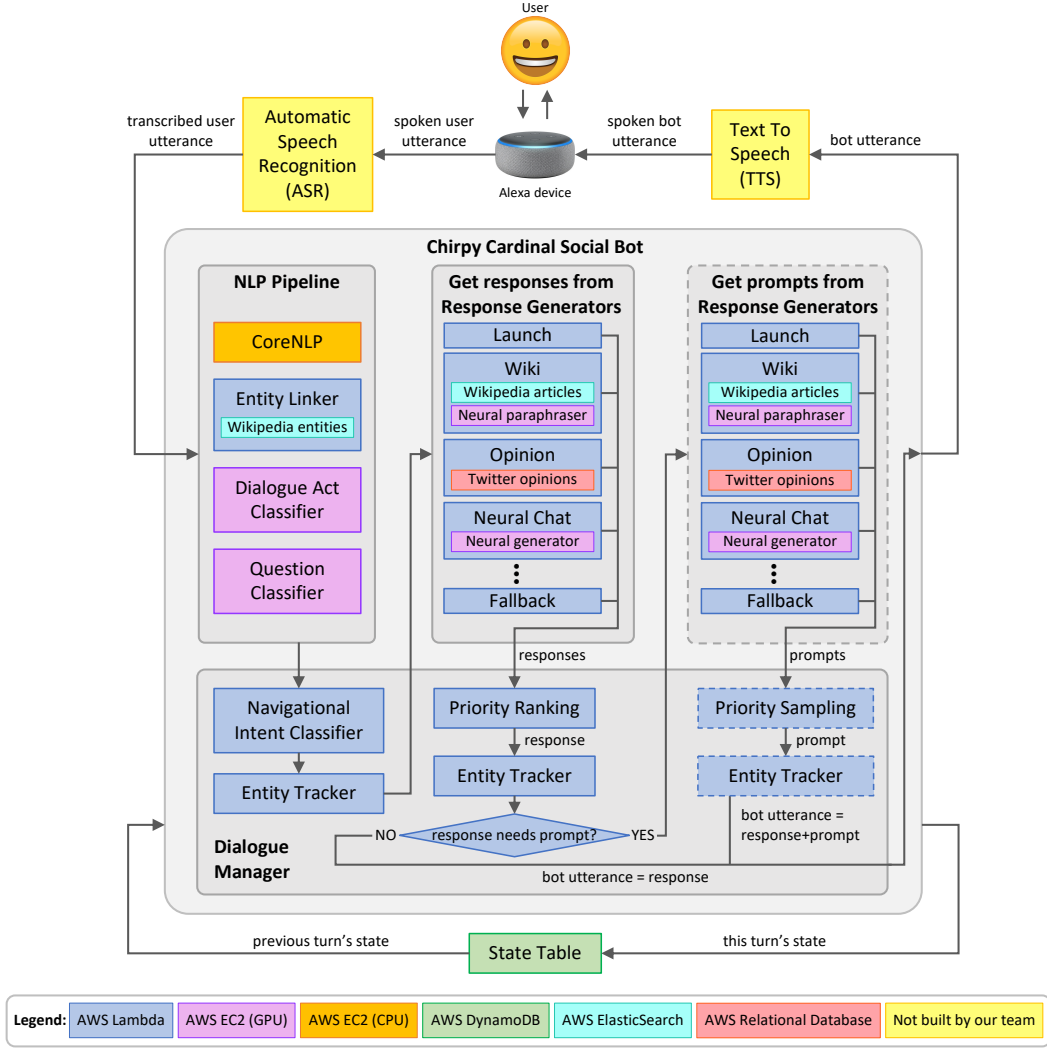 User
transcribed user
utterance
Automatic
Speech
Recognition
(ASR)
spoken user
utterance
Alexa device
spoken bot
utterance
Text To
Speech
(TTS)
bot utterance
Chirpy Cardinal Social Bot
NLP Pipeline
CoreNLP
Entity Linker
Wikipedia entities
Dialogue Act
Classifier
Question
Classifier
Get responses from
Response Generators
Launch
Wiki
Wikipedia articles
Neural paraphraser
Opinion
Twitter opinions
Neural Chat
Neural generator
Fallback
Get prompts from
Response Generators
Launch
Wiki
Wikipedia articles
Neural paraphraser
Opinion
Twitter opinions
Neural Chat
Neural generator
Fallback
responses
prompts
Navigational
Intent Classifier
Entity Tracker
Priority Ranking
response
Entity Tracker
response needs prompt?
NO
YES
Priority Sampling
prompt
Entity Tracker
bot utterance =
response+prompt
Dialogue
Manager
bot utterance = response
previous turn's state
State Table
this turn's state
Legend:
AWS Lambda
AWS EC2 (GPU)
AWS EC2 (CPU)
AWS DynamoDB
AWS ElasticSearch
AWS Relational Database
Not built by our team